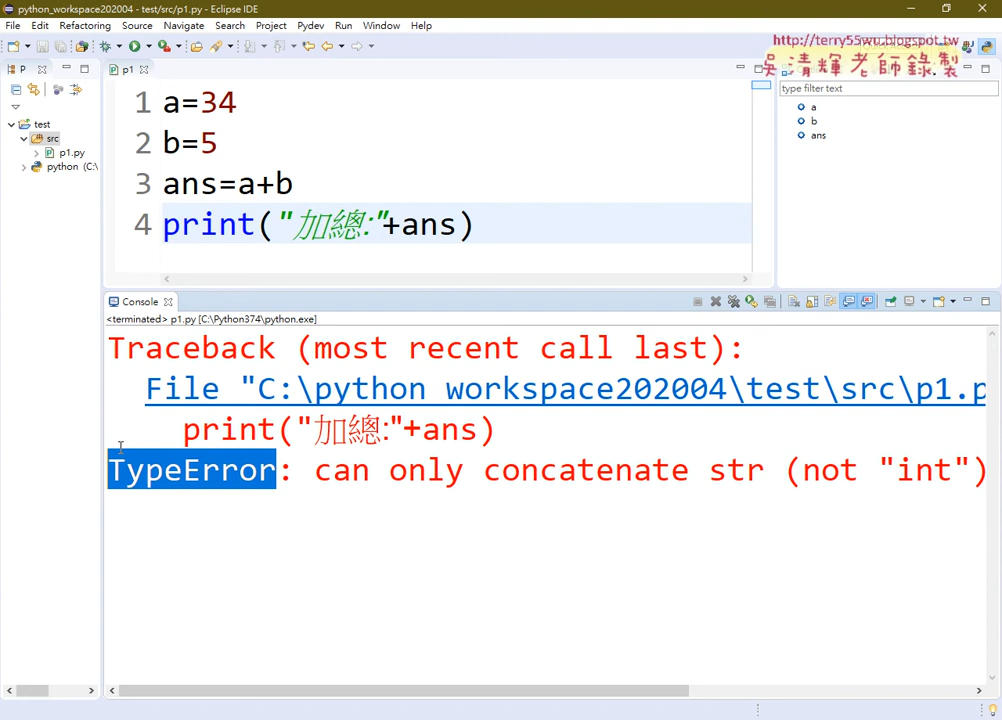 python_workspace202004 - test/src/p1.py - Eclipse IDE
File Edit Refactoring Source Navigate Search Project Pydev Run Window Help
http://terry55wu.blogspot.tw
吳清輝老師錄製
P
p1
type filter text
a
b
ans
test
src
p1.py
python (C:\
1 a=34
2 b=5
3 ans=a+b
4 print("加總:"+ans)
Console
<terminated> p1.py [C:\Python374\python.exe]
Traceback (most recent call last):
File "C:\python_workspace202004\test\src\p1.p
print("加總:"+ans)
TypeError: can only concatenate str (not "int")